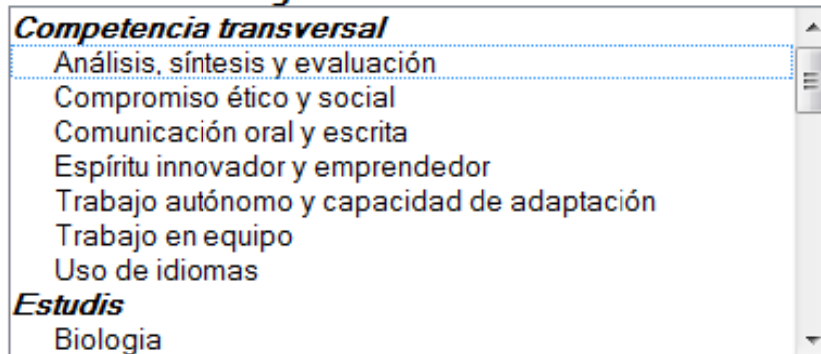 Competencia transversal
Análisis, síntesis y evaluación
Compromiso ético y social
Comunicación oral y escrita
Espíritu innovador y emprendedor
Trabajo autónomo y capacidad de adaptación
Trabajo en equipo
Uso de idiomas
Estudis
Biologia